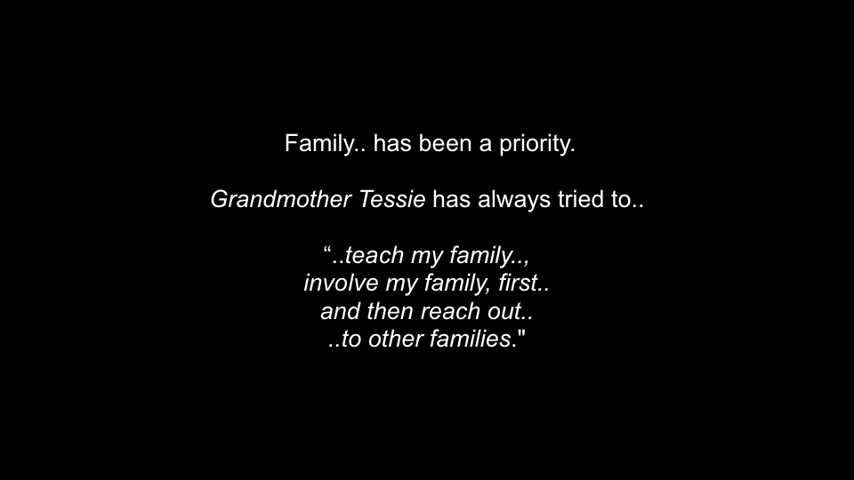 Family.. has been a priority.
Grandmother Tessie has always tried to..
“..teach my family..,
involve my family, first..
and then reach out..
..to other families."